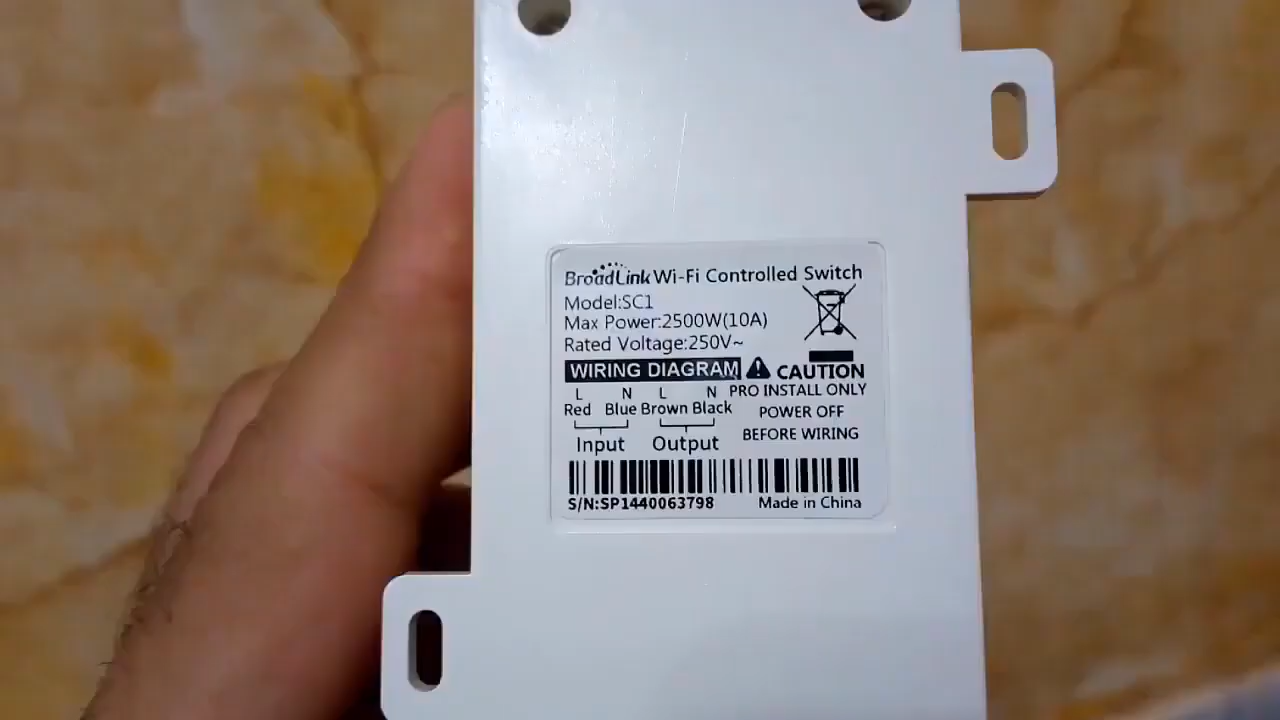 BroadLink Wi-Fi Controlled Switch
Model:SC1
Max Power:2500W(10A)
Rated Voltage:250V~
WIRING DIAGRAM
L N L N
Red Blue Brown Black
Input Output
CAUTION
PRO INSTALL ONLY
POWER OFF
BEFORE WIRING
S/N:SP1440063798 Made in China